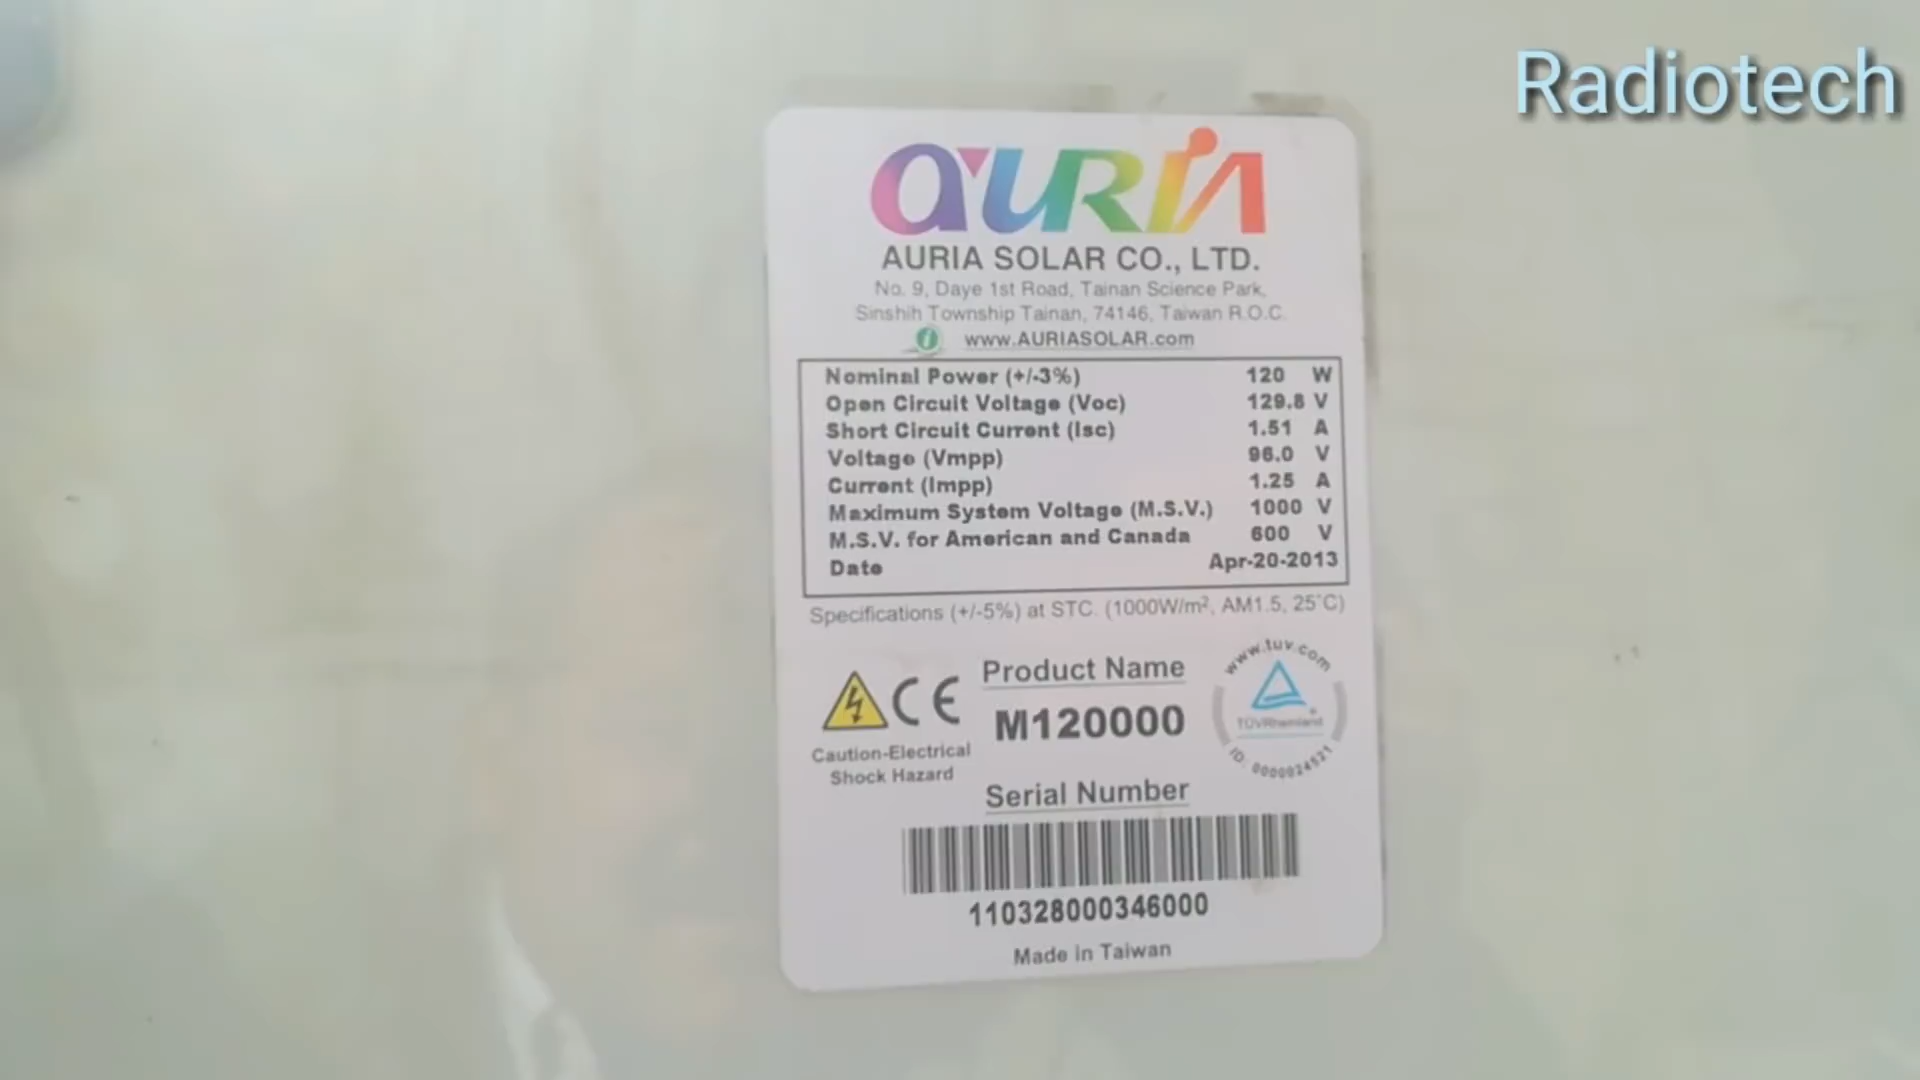 Radiotech
AURIA
AURIA SOLAR CO., LTD.
No. 9, Daye 1st Road, Tainan Science Park,
Sinshih Township Tainan, 74146, Taiwan R.O.C.
i www.AURIASOLAR.com
Nominal Power (+/-3%) 120 W
Open Circuit Voltage (Voc) 129.8 V
Short Circuit Current (Isc) 1.51 A
Voltage (Vmpp) 96.0 V
Current (Impp) 1.25 A
Maximum System Voltage (M.S.V.) 1000 V
M.S.V. for American and Canada 600 V
Date Apr-20-2013
Specifications (+/-5%) at STC. (1000W/m², AM1.5, 25°C)
CE
Caution-Electrical
Shock Hazard
Product Name
M120000
www.tuv.com
TÜVRheinland
ID: 0000024521
Serial Number
110328000346000
Made in Taiwan